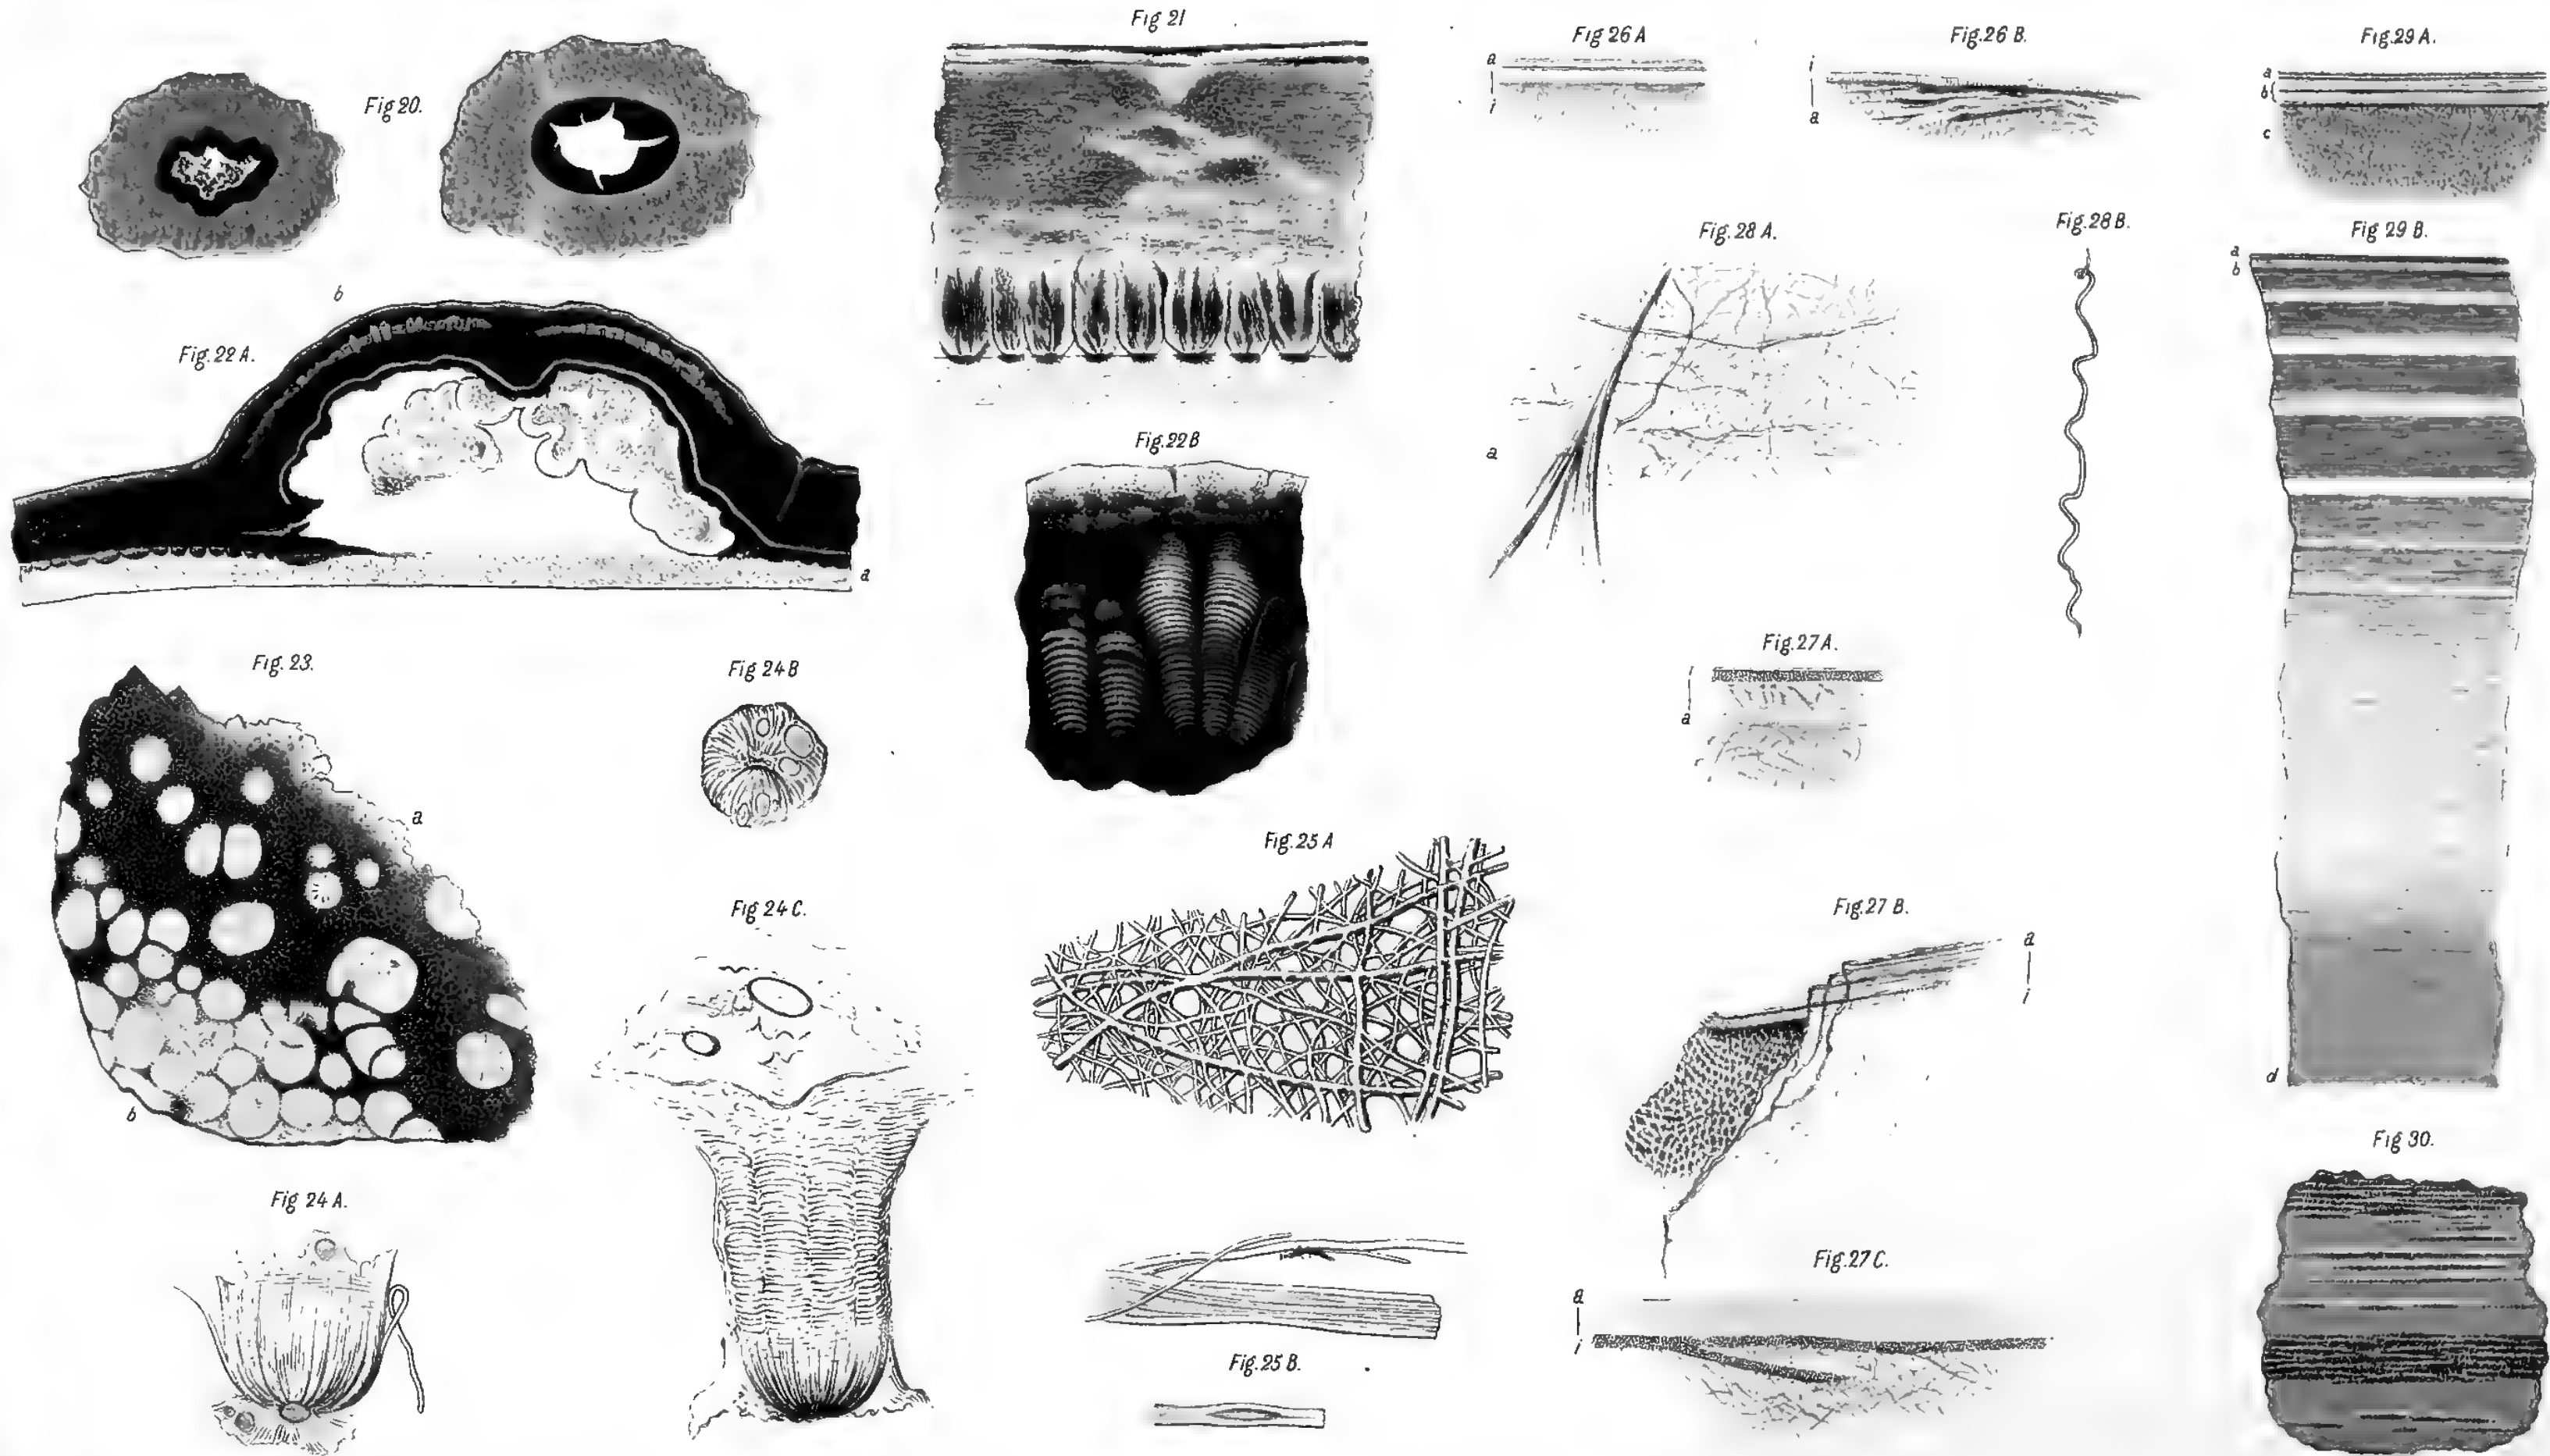 Fig 20.
Fig 21
Fig 26 A
a
i
Fig. 26 B.
i
a
Fig. 29 A.
a
b
c
Fig. 22 A.
b
a
Fig. 22 B
Fig. 28 A.
a
Fig. 28 B.
Fig 29 B.
a
b
d
Fig. 23.
a
b
Fig 24 B
Fig. 27 A.
i
a
Fig. 25 A
Fig 24 C.
Fig. 27 B.
a
i
Fig 24 A.
Fig. 25 B.
Fig. 27 C.
a
i
Fig 30.